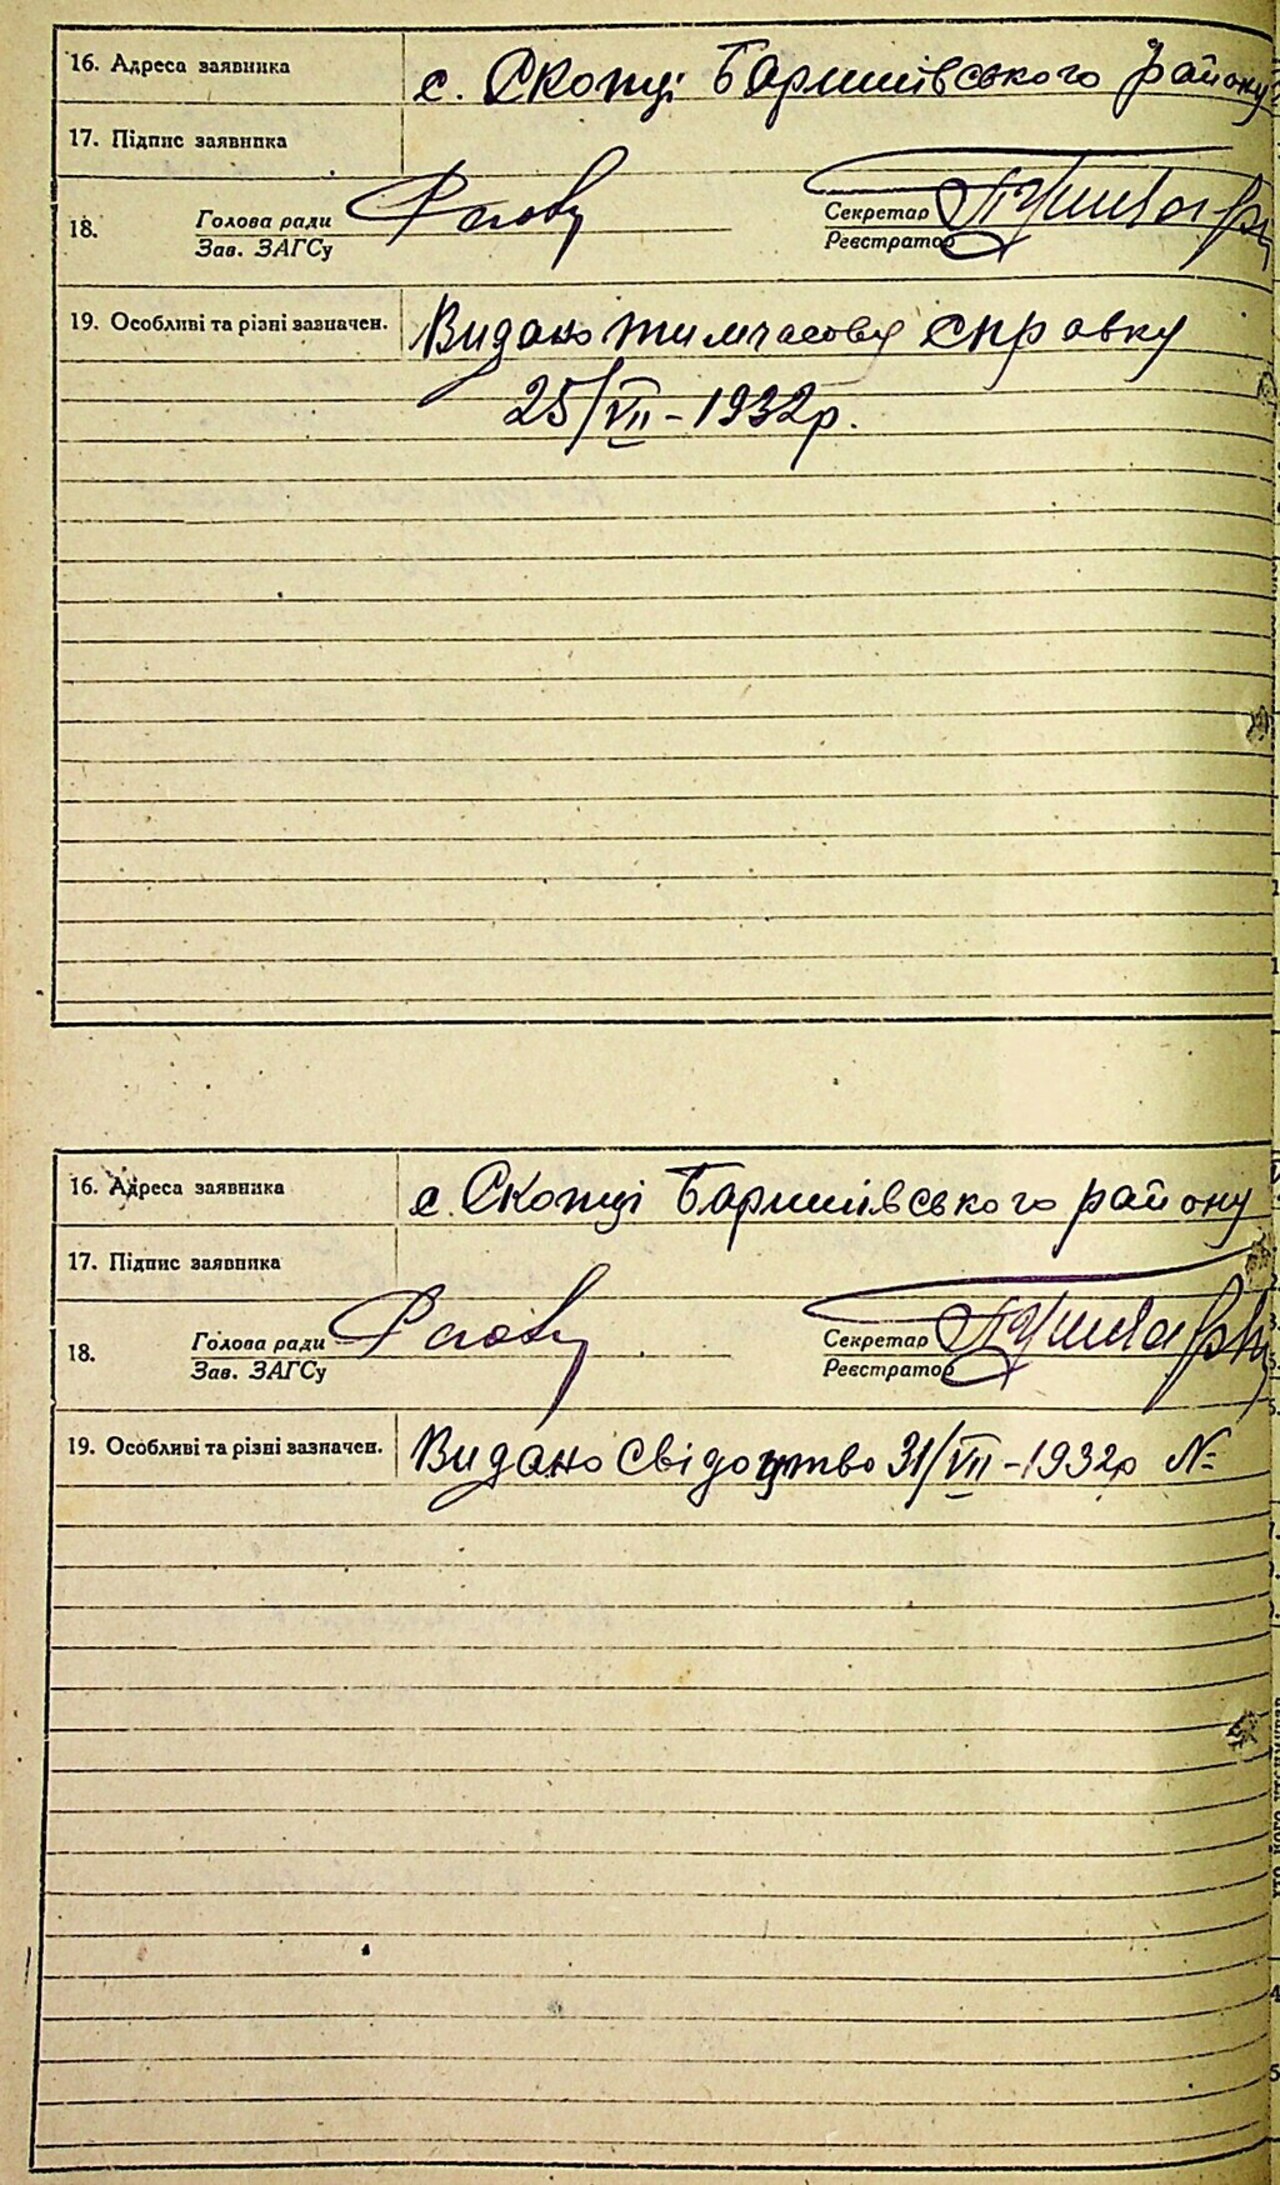 16. Адреса заявника с. Скопці Баришівського району
17. Підпис заявника
18. Голова ради Секретар
Зав. ЗАГСу Реєстратор
19. Особливі та різні зазначен. Видано тимчасову справку
25/VII-1932р.
16. Адреса заявника с. Скопці Баришівського району
17. Підпис заявника
18. Голова ради Секретар
Зав. ЗАГСу Реєстратор
19. Особливі та різні зазначен. Видано свідоцтво 31/VII-1932р №